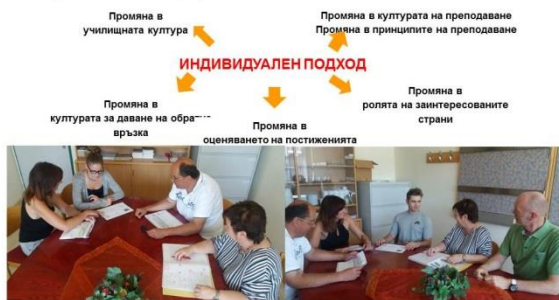 Промяна в
училищната култура
Промяна в културата на преподаване
Промяна в принципите на преподаване
ИНДИВИДУАЛЕН ПОДХОД
Промяна в
културата за даване на
връзка
Промяна в
оценяването на постиженията
Промяна в
ролята на заинтересованите
страни